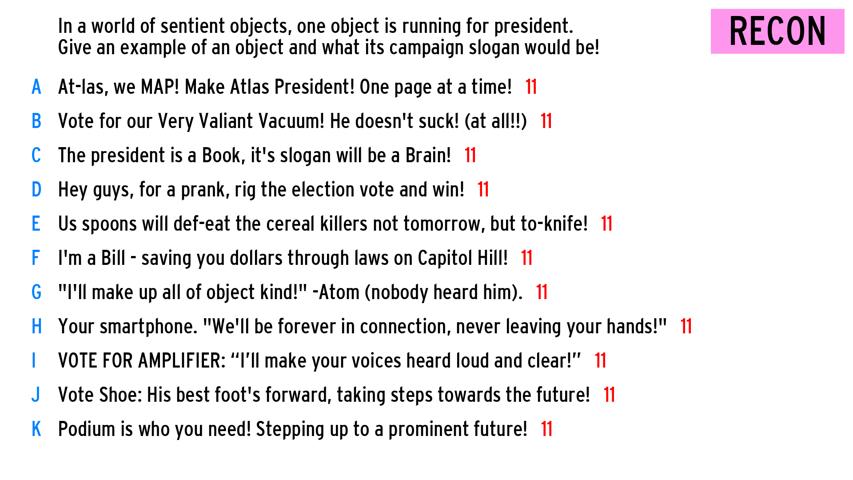 In a world of sentient objects, one object is running for president.
Give an example of an object and what its campaign slogan would be!
RECON
A At-las, we MAP! Make Atlas President! One page at a time! 11
B Vote for our Very Valiant Vacuum! He doesn't suck! (at all!!) 11
C The president is a Book, it's slogan will be a Brain! 11
D Hey guys, for a prank, rig the election vote and win! 11
E Us spoons will def-eat the cereal killers not tomorrow, but to-knife! 11
F I'm a Bill - saving you dollars through laws on Capitol Hill! 11
G "I'll make up all of object kind!" -Atom (nobody heard him). 11
H Your smartphone. "We'll be forever in connection, never leaving your hands!" 11
I VOTE FOR AMPLIFIER: “I’ll make your voices heard loud and clear!” 11
J Vote Shoe: His best foot's forward, taking steps towards the future! 11
K Podium is who you need! Stepping up to a prominent future! 11